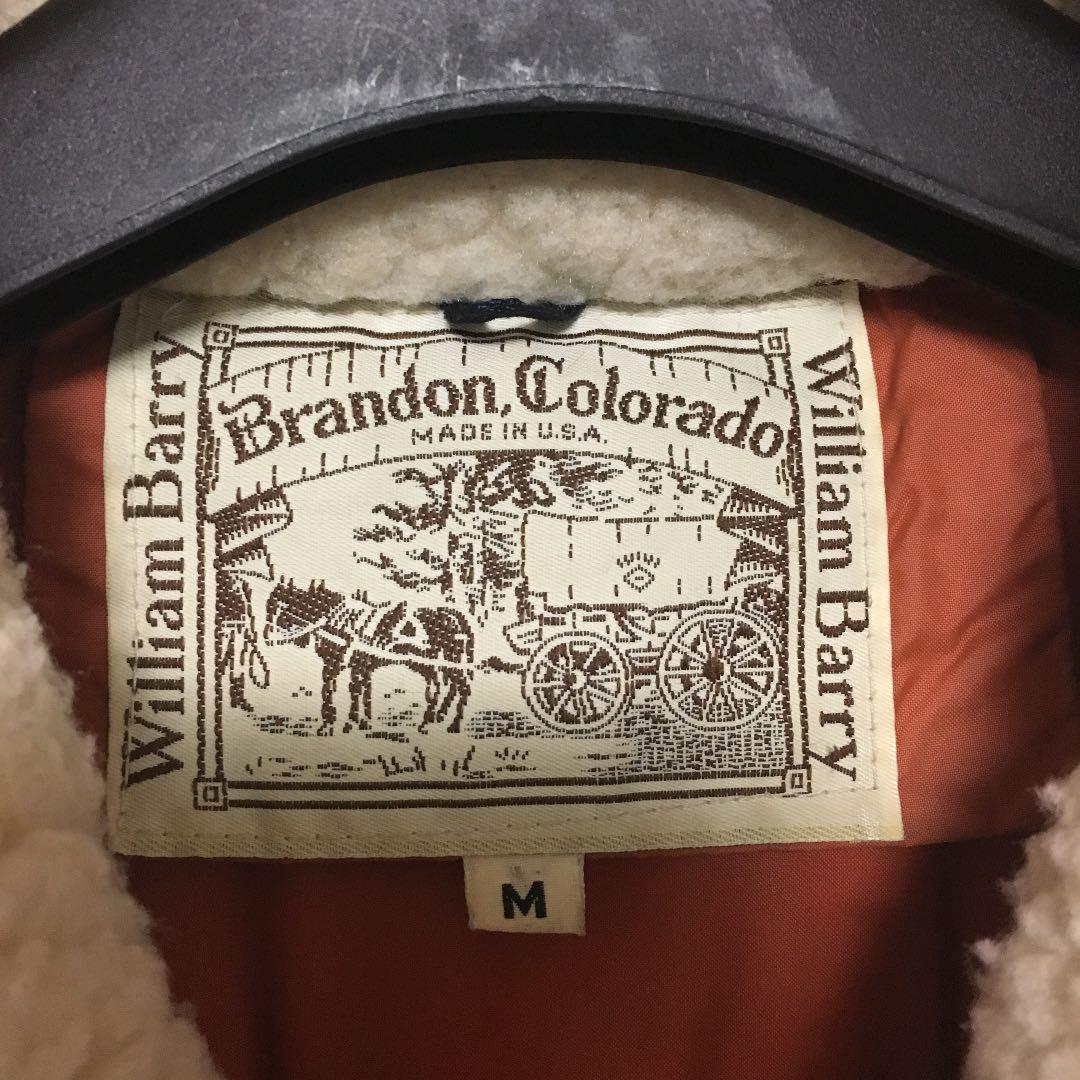 Brandon, Colorado
MADE IN U.S.A.
William Barry
William Barry
M